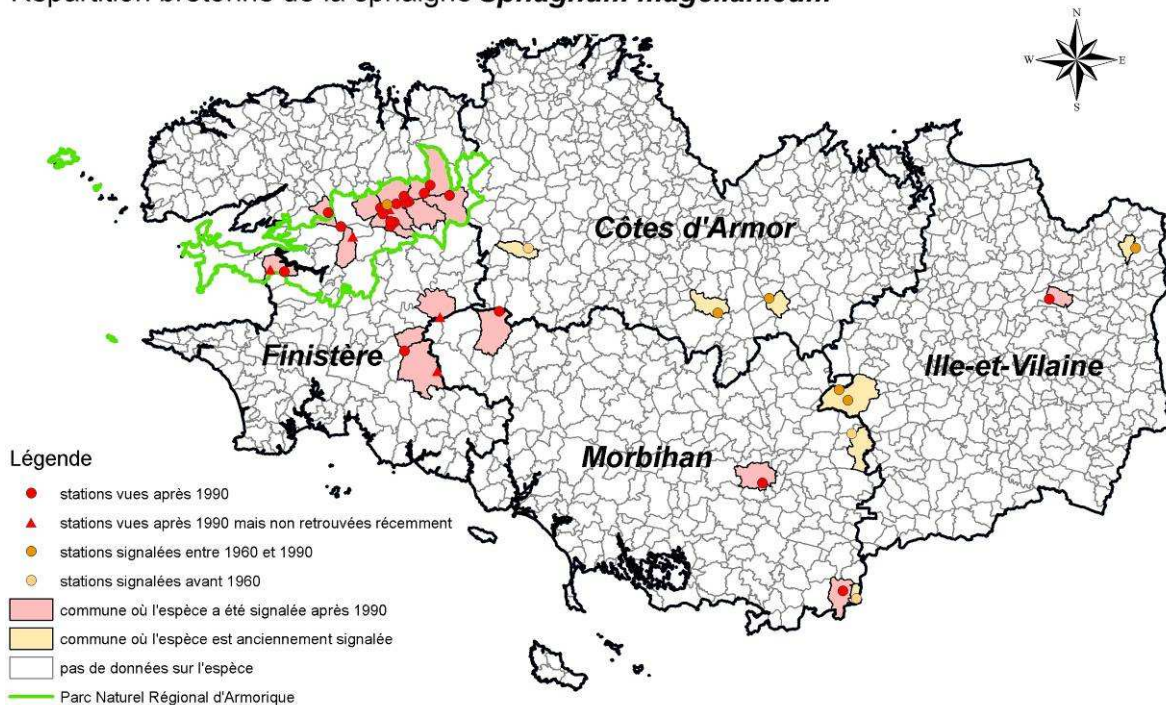 Répartition bretonne de la sphaigne Sphagnum magellanicum
N
W E
S
Côtes d'Armor
Finistère
Ille-et-Vilaine
Morbihan
Légende
stations vues après 1990
stations vues après 1990 mais non retrouvées récemment
stations signalées entre 1960 et 1990
stations signalées avant 1960
commune où l'espèce a été signalée après 1990
commune où l'espèce est anciennement signalée
pas de données sur l'espèce
Parc Naturel Régional d'Armorique